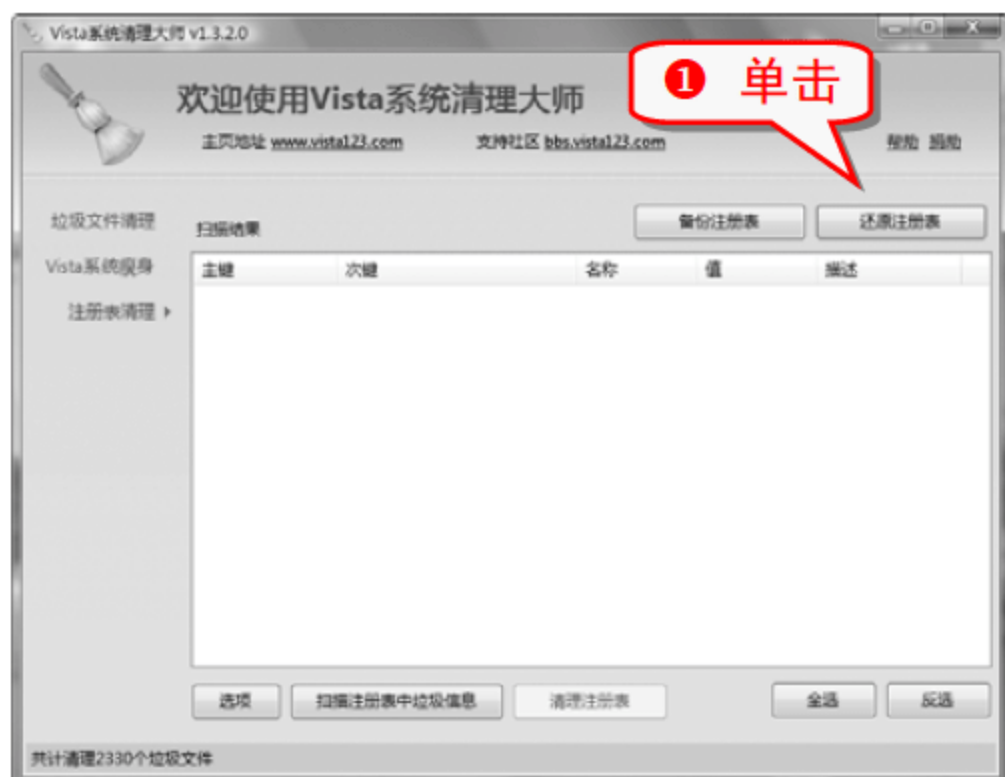 Vista系统清理大师 v1.3.2.0
❶ 单击
欢迎使用Vista系统清理大师
主页地址 www.vista123.com 支持社区 bbs.vista123.com 帮助 捐助
垃圾文件清理
Vista系统瘦身
注册表清理
扫描结果 备份注册表 还原注册表
主键 次键 名称 值 描述
选项 扫描注册表中垃圾信息 清理注册表 全选 反选
共计清理2330个垃圾文件